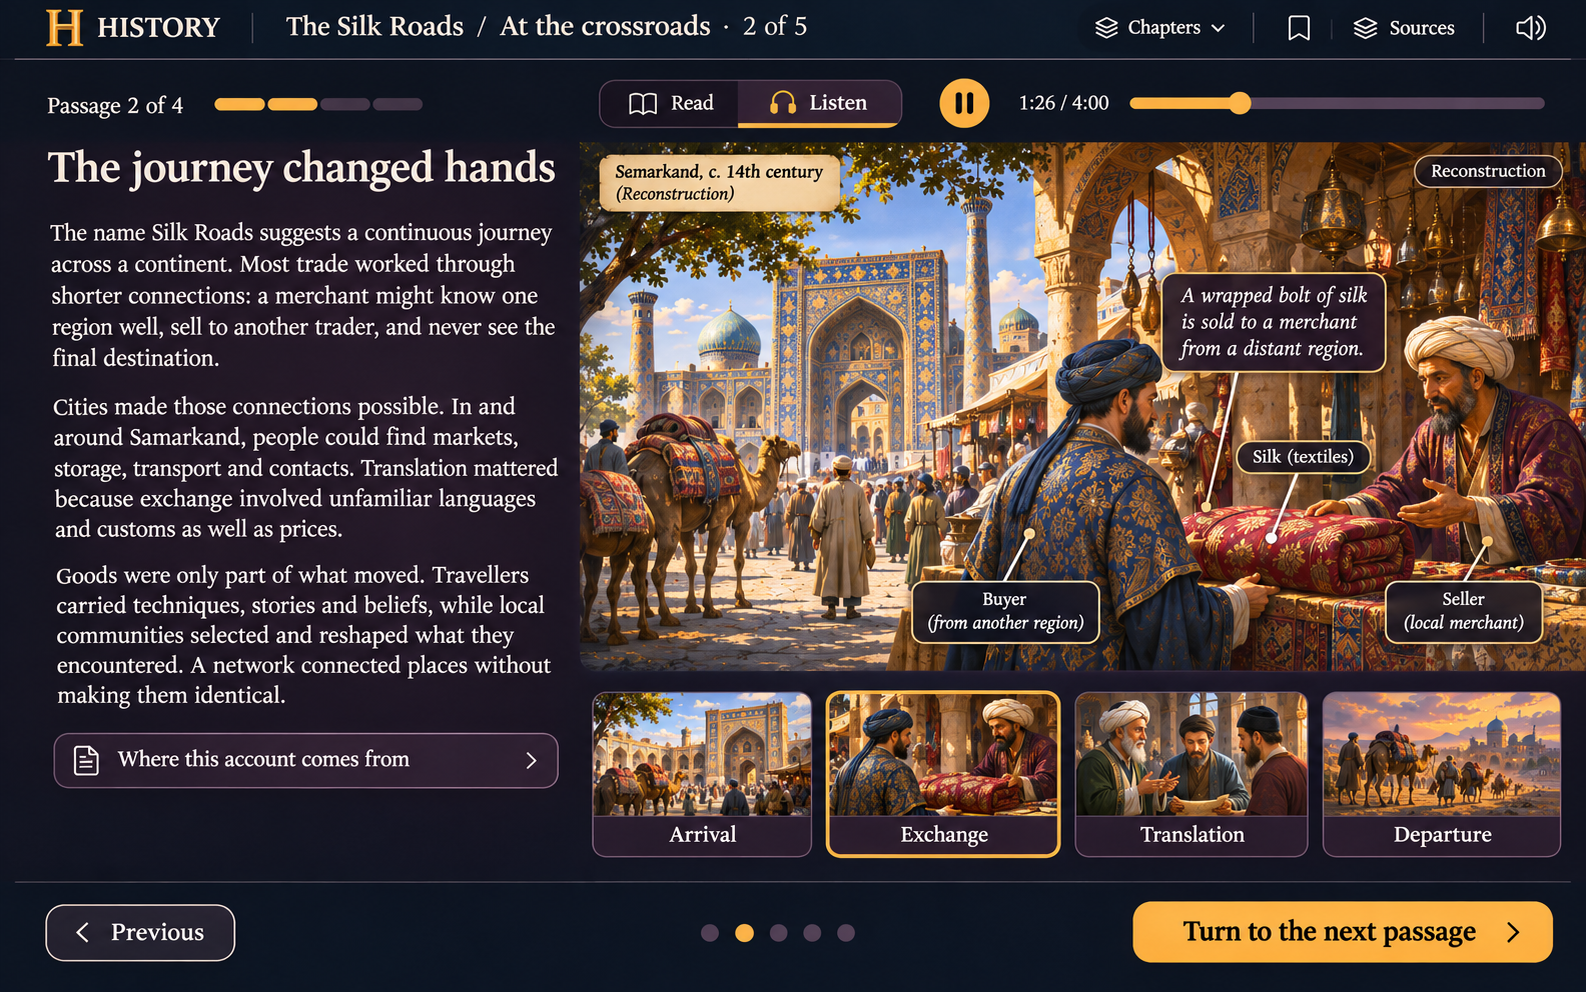 H HISTORY
The Silk Roads / At the crossroads · 2 of 5
Chapters
Sources
Passage 2 of 4
Read
Listen
1:26 / 4:00
The journey changed hands
The name Silk Roads suggests a continuous journey
across a continent. Most trade worked through
shorter connections: a merchant might know one
region well, sell to another trader, and never see the
final destination.
Cities made those connections possible. In and
around Samarkand, people could find markets,
storage, transport and contacts. Translation mattered
because exchange involved unfamiliar languages
and customs as well as prices.
Goods were only part of what moved. Travellers
carried techniques, stories and beliefs, while local
communities selected and reshaped what they
encountered. A network connected places without
making them identical.
Where this account comes from
Semarkand, c. 14th century
(Reconstruction)
Reconstruction
A wrapped bolt of silk
is sold to a merchant
from a distant region.
Silk (textiles)
Buyer
(from another region)
Seller
(local merchant)
Arrival
Exchange
Translation
Departure
Previous
Turn to the next passage